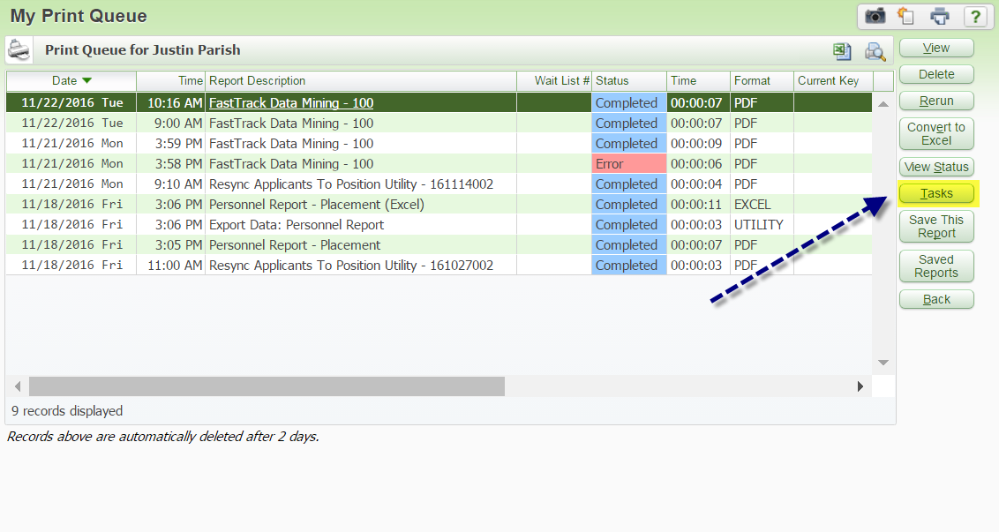 My Print Queue
?
Print Queue for Justin Parish
Date Time Report Description Wait List # Status Time Format Current Key
11/22/2016 Tue 10:16 AM FastTrack Data Mining - 100 Completed 00:00:07 PDF
11/22/2016 Tue 9:00 AM FastTrack Data Mining - 100 Completed 00:00:07 PDF
11/21/2016 Mon 3:59 PM FastTrack Data Mining - 100 Completed 00:00:09 PDF
11/21/2016 Mon 3:58 PM FastTrack Data Mining - 100 Error 00:00:06 PDF
11/21/2016 Mon 9:10 AM Resync Applicants To Position Utility - 161114002 Completed 00:00:04 PDF
11/18/2016 Fri 3:06 PM Personnel Report - Placement (Excel) Completed 00:00:11 EXCEL
11/18/2016 Fri 3:06 PM Export Data: Personnel Report Completed 00:00:03 UTILITY
11/18/2016 Fri 3:05 PM Personnel Report - Placement Completed 00:00:07 PDF
11/18/2016 Fri 11:00 AM Resync Applicants To Position Utility - 161027002 Completed 00:00:03 PDF
9 records displayed
Records above are automatically deleted after 2 days.
View
Delete
Rerun
Convert to
Excel
View Status
Tasks
Save This
Report
Saved
Reports
Back